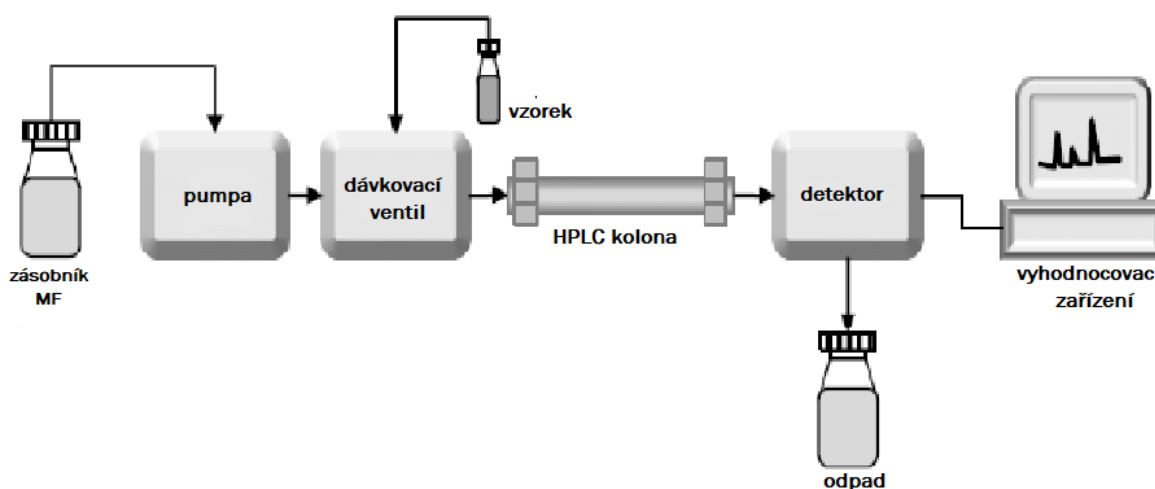 vzorek
pumpa
dávkovací
ventil
detektor
HPLC kolona
zásobník
MF
vyhodnocovac
zařízení
odpad